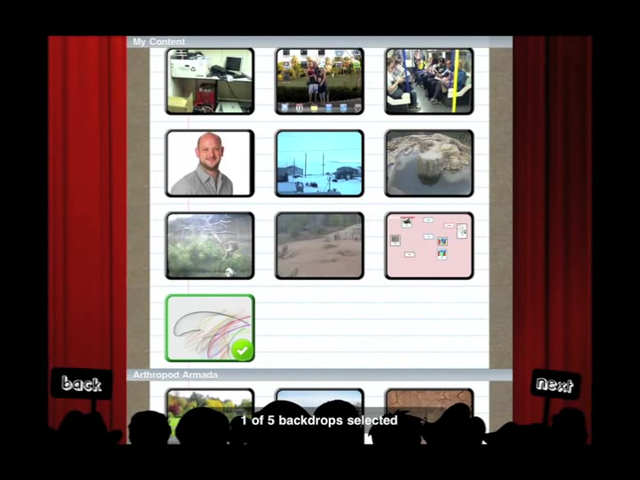 My Content
Arthropod Armada
back
next
1 of 5 backdrops selected